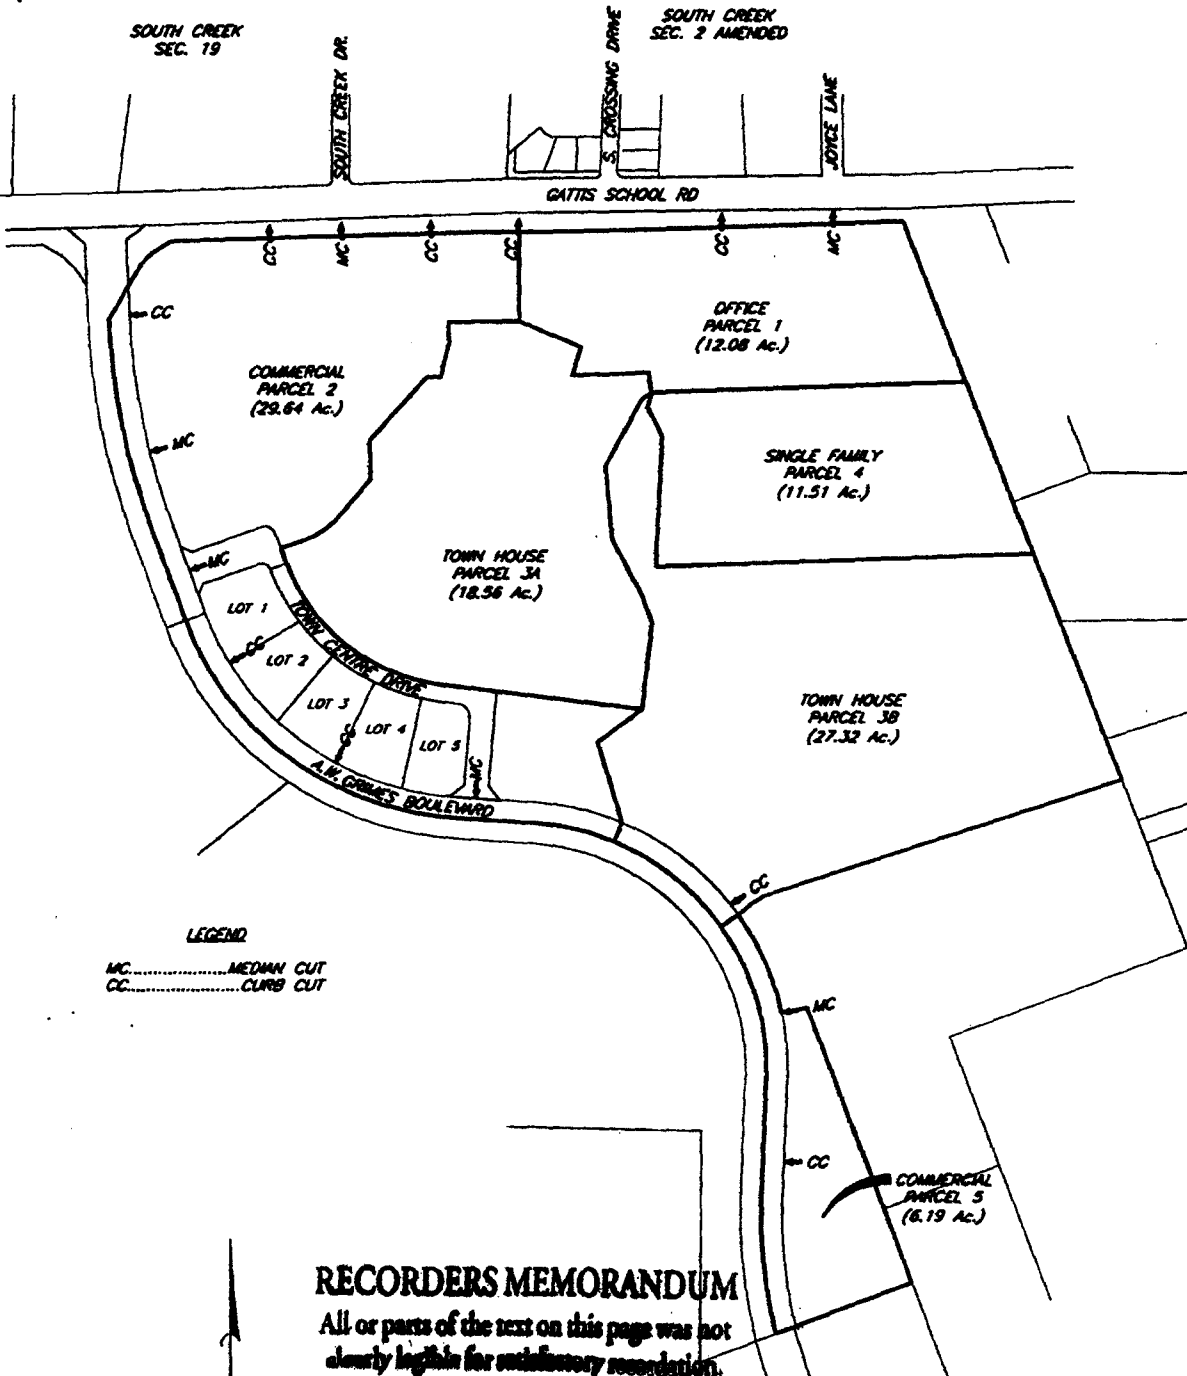 SOUTH CREEK
SEC. 19
SOUTH CREEK
SEC. 2 AMENDED
SOUTH CREEK DR.
S. CROSSING DRIVE
JOYCE LANE
GATTIS SCHOOL RD
CC
MC
CC
CC
CC
MC
CC
OFFICE
PARCEL 1
(12.08 Ac.)
COMMERCIAL
PARCEL 2
(29.64 Ac.)
MC
SINGLE FAMILY
PARCEL 4
(11.51 Ac.)
MC
TOWN HOUSE
PARCEL 3A
(18.56 Ac.)
LOT 1
TOWN CENTRE DRIVE
CC
LOT 2
LOT 3
CC
LOT 4
LOT 5
MC
TOWN HOUSE
PARCEL 3B
(27.32 Ac.)
A.W. GRIMES BOULEVARD
CC
LEGEND
MC....................MEDIAN CUT
CC.......................CURB CUT
MC
CC
COMMERCIAL
PARCEL 5
(6.19 Ac.)
RECORDERS MEMORANDUM
All or parts of the text on this page was not
clearly legible for satisfactory recordation.